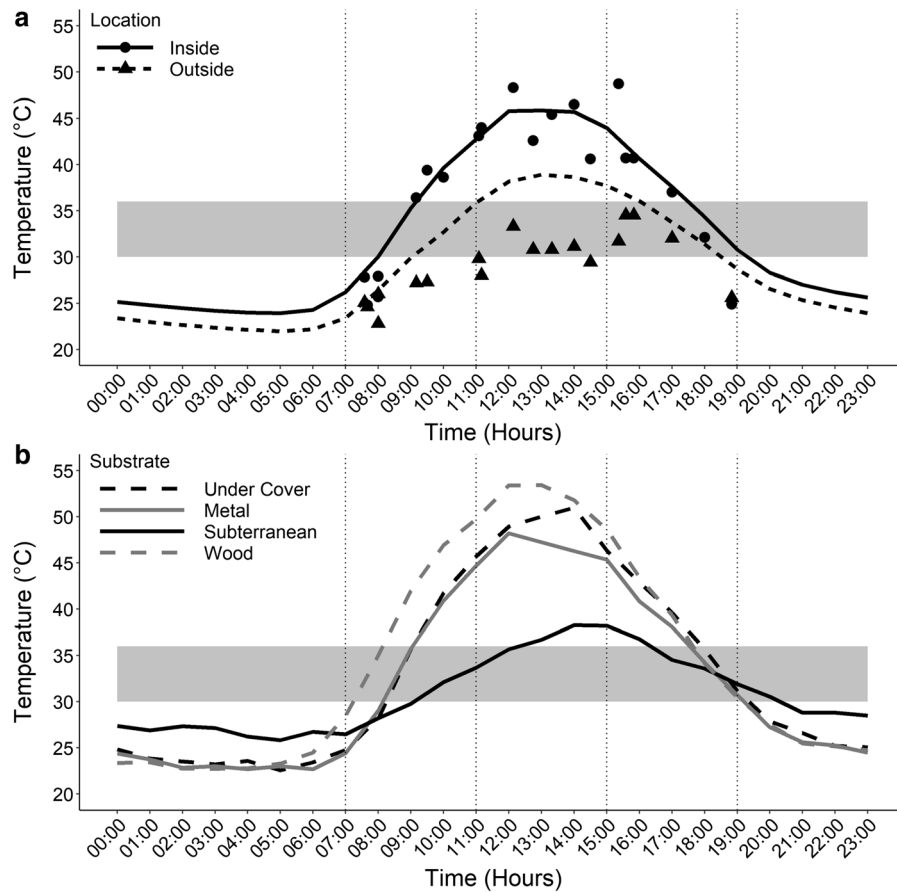 a
Location
Inside
Outside
Temperature (°C)
55
50
45
40
35
30
25
20
00:00 01:00 02:00 03:00 04:00 05:00 06:00 07:00 08:00 09:00 10:00 11:00 12:00 13:00 14:00 15:00 16:00 17:00 18:00 19:00 20:00 21:00 22:00 23:00
Time (Hours)
b
Substrate
Under Cover
Metal
Subterranean
Wood
Temperature (°C)
55
50
45
40
35
30
25
20
00:00 01:00 02:00 03:00 04:00 05:00 06:00 07:00 08:00 09:00 10:00 11:00 12:00 13:00 14:00 15:00 16:00 17:00 18:00 19:00 20:00 21:00 22:00 23:00
Time (Hours)